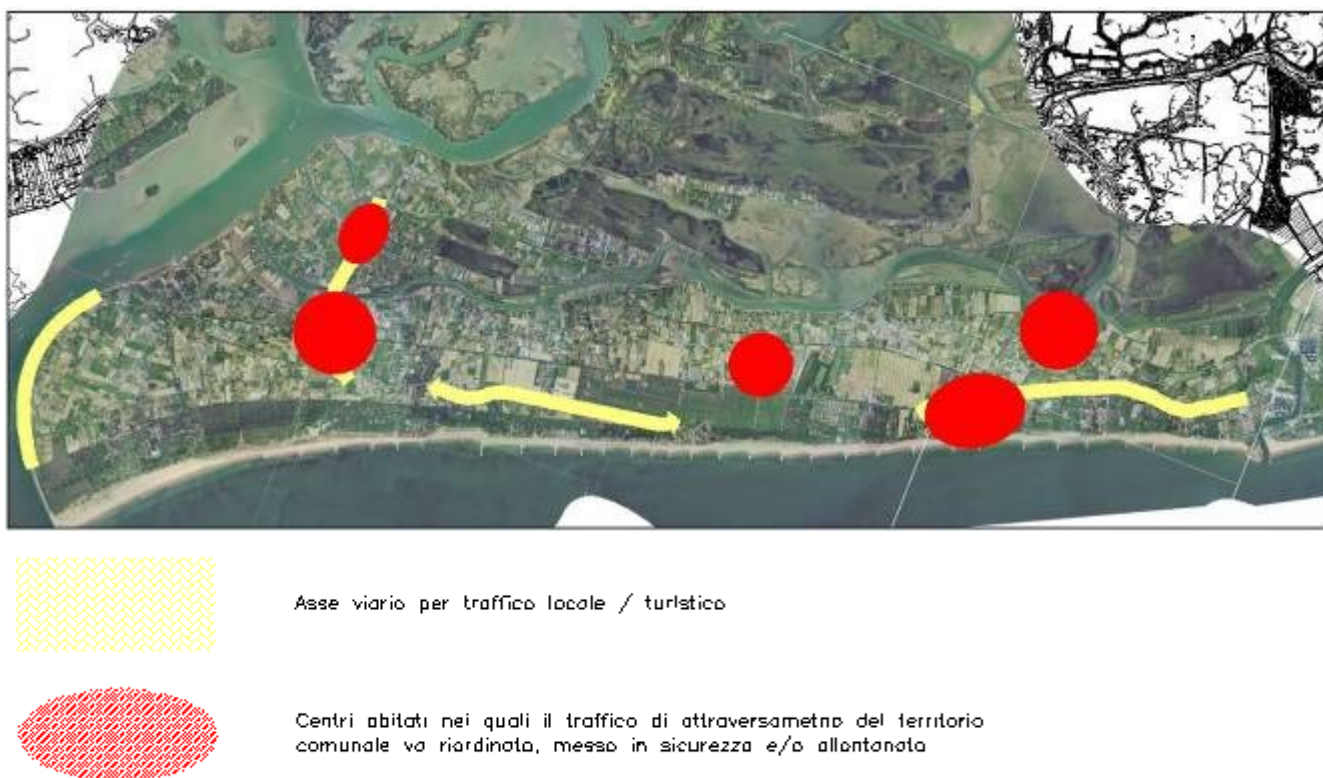 Asse viario per traffico locale / turistico
Centri abitati nei quali il traffico di attraversametno del territorio
comunale va riordinato, messo in sicurezza e/o allontanato